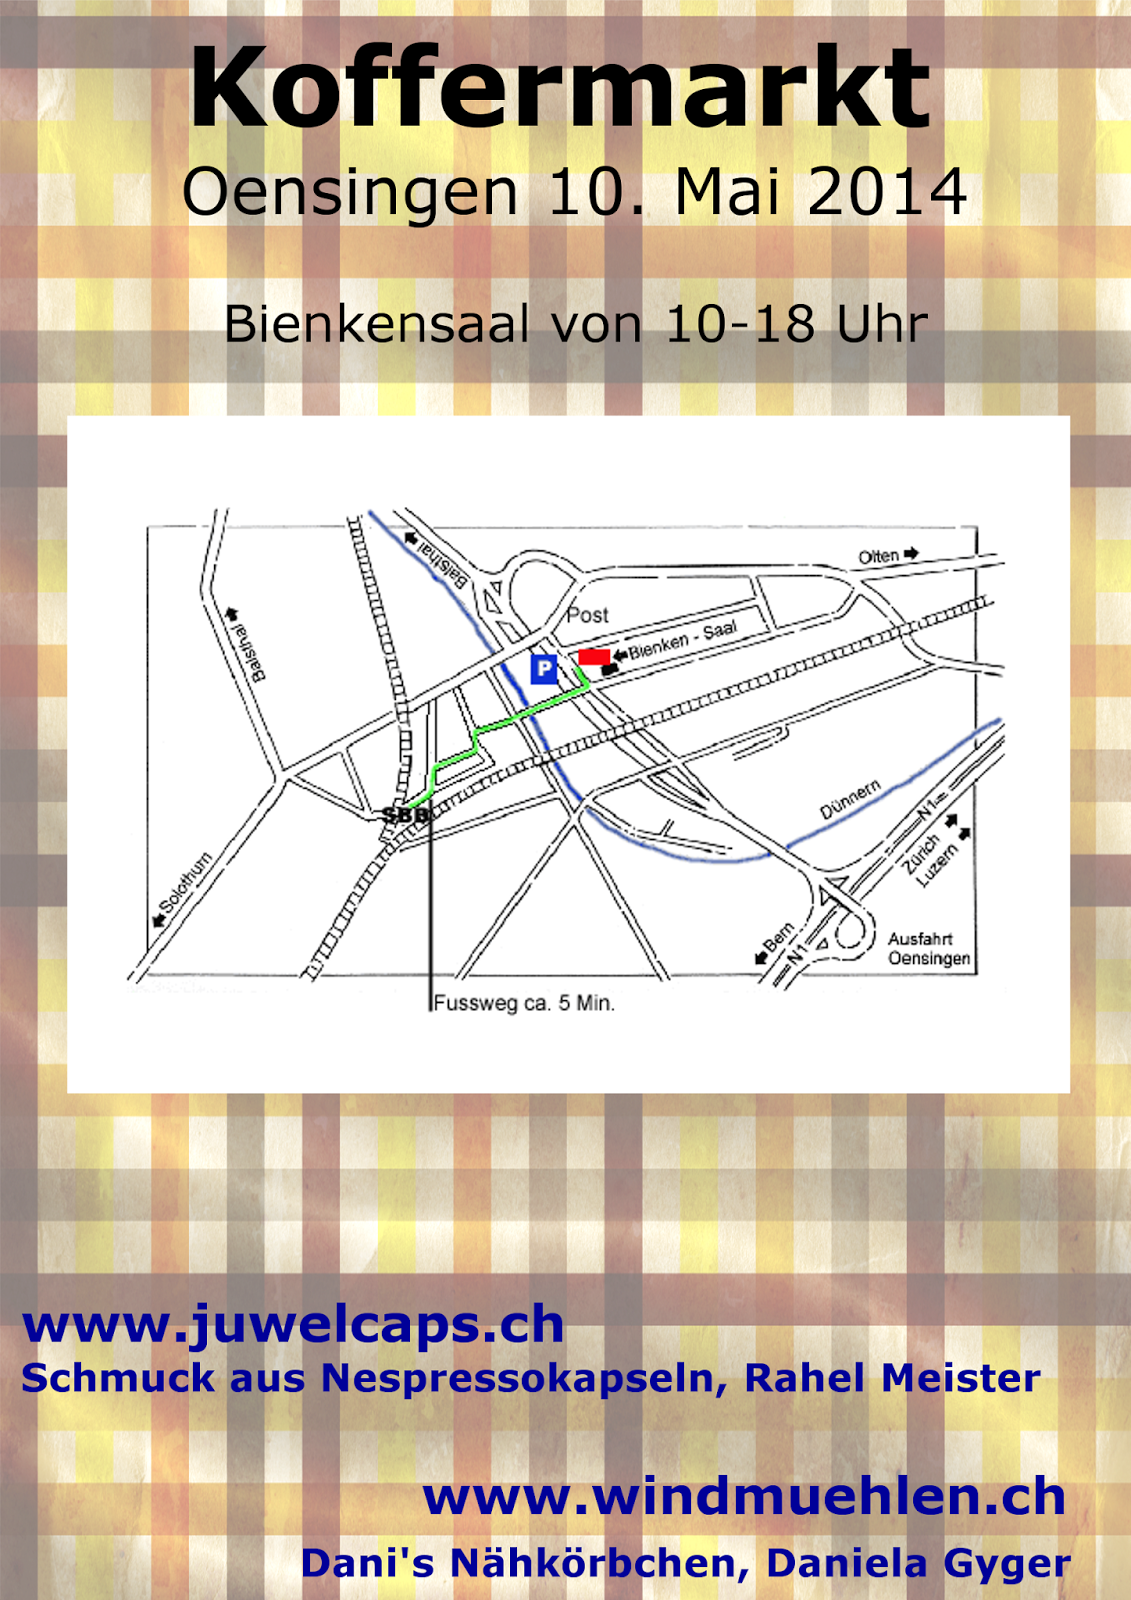 Koffermarkt
Oensingen 10. Mai 2014
Bienkensaal von 10-18 Uhr
Balsthal
Olten
Post
Balsthal
Bienken - Saal
P
SBB
Dünnern
N1
Zürich
Luzern
Solothurn
Bern
N1
Ausfahrt
Oensingen
Fussweg ca. 5 Min.
www.juwelcaps.ch
Schmuck aus Nespressokapseln, Rahel Meister
www.windmuehlen.ch
Dani's Nähkörbchen, Daniela Gyger